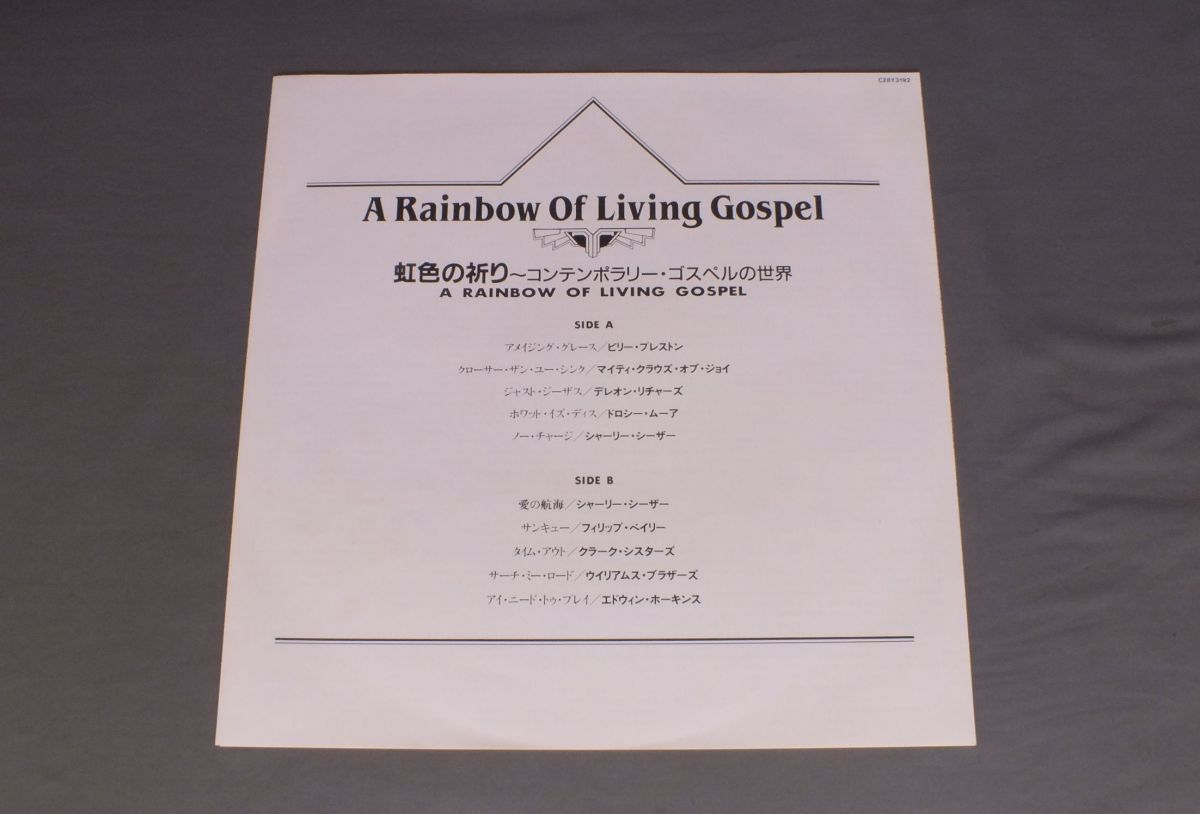 C28Y3192
A Rainbow Of Living Gospel
虹色の祈り〜コンテンポラリー・ゴスペルの世界
A RAINBOW OF LIVING GOSPEL
SIDE A
アメイジング・グレース/ビリー・プレストン
クローサー・ザン・ユー・シンク/マイティ・クラウズ・オブ・ジョイ
ジャスト・ジーザス/デレオン・リチャーズ
ホワット・イズ・ディス/ドロシー・ムーア
ノー・チャージ/シャーリー・シーザー
SIDE B
愛の航海/シャーリー・シーザー
サンキュー/フィリップ・ベイリー
タイム・アウト/クラーク・シスターズ
サーチ・ミー・ロード/ウイリアムス・ブラザーズ
アイ・ニード・トゥ・プレイ/エドウィン・ホーキンス